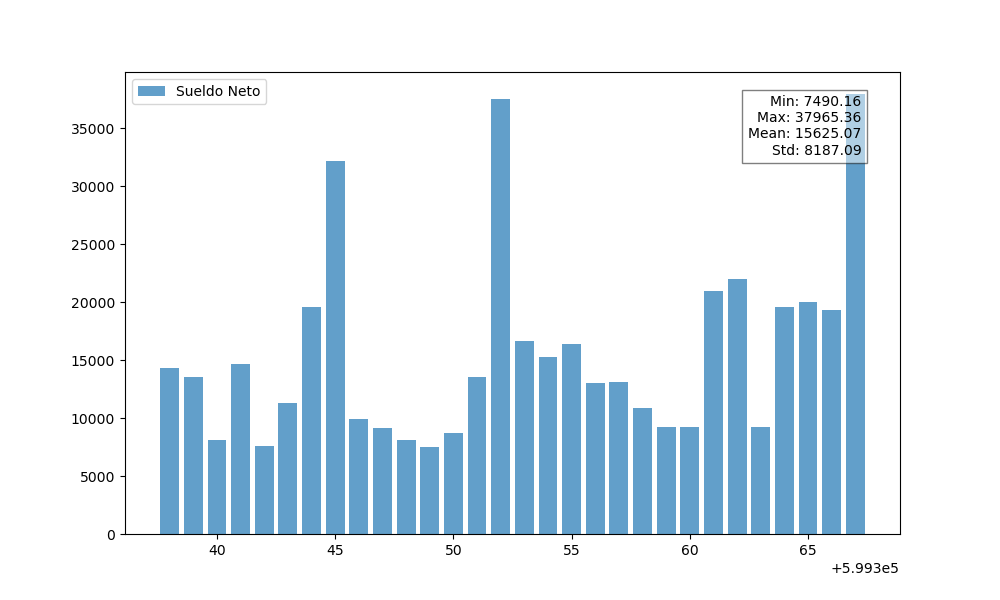 Sueldo Neto
Min: 7490.16
Max: 37965.36
Mean: 15625.07
Std: 8187.09
35000
30000
25000
20000
15000
10000
5000
0
40 45 50 55 60 65
+5.993e5